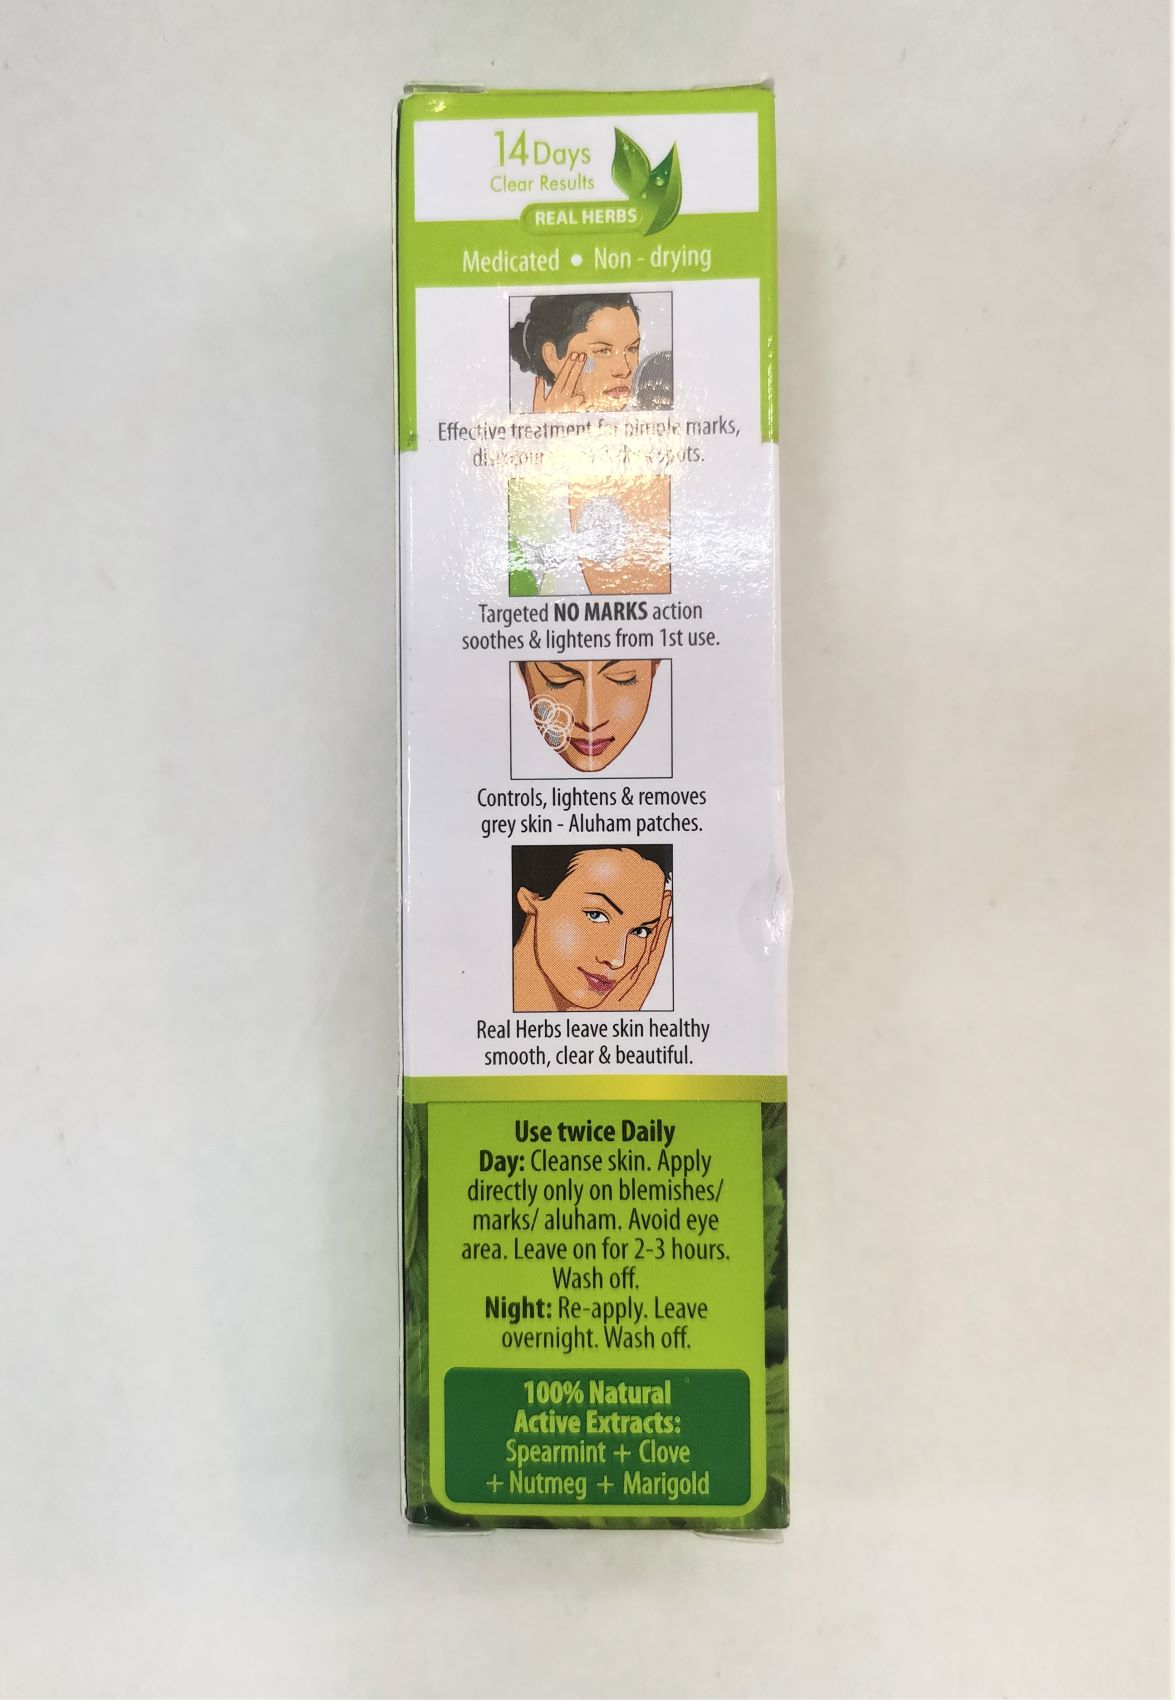 14 Days
Clear Results
REAL HERBS
Medicated • Non - drying
Effective treatment for pimple marks,
spots.
Targeted NO MARKS action
soothes & lightens from 1st use.
Controls, lightens & removes
grey skin - Aluham patches.
Real Herbs leave skin healthy
smooth, clear & beautiful.
Use twice Daily
Day: Cleanse skin. Apply
directly only on blemishes/
marks/ aluham. Avoid eye
area. Leave on for 2-3 hours.
Wash off.
Night: Re-apply. Leave
overnight. Wash off.
100% Natural
Active Extracts:
Spearmint + Clove
+ Nutmeg + Marigold